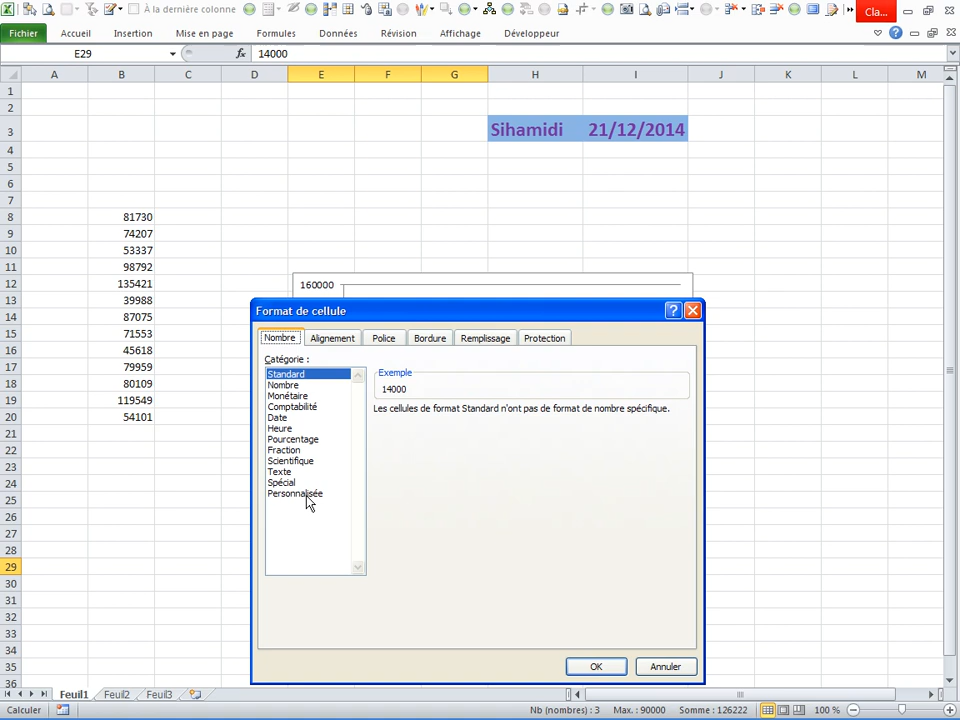 À la dernière colonne
Cla...
Fichier Accueil Insertion Mise en page Formules Données Révision Affichage Développeur
E29 fx 14000
A B C D E F G H I J K L M
1
2
3 Sihamidi 21/12/2014
4
5
6
7
8 81730
9 74207
10 53337
11 98792
12 135421 160000
13 39988
14 87075
15 71553
16 45618
17 79959
18 80109
19 119549
20 54101
21
22
23
24
25
26
27
28
29
30
31
32
33
34
35
36
Format de cellule
Nombre Alignement Police Bordure Remplissage Protection
Catégorie :
Standard
Nombre
Monétaire
Comptabilité
Date
Heure
Pourcentage
Fraction
Scientifique
Texte
Spécial
Personnalisée
Exemple
14000
Les cellules de format Standard n'ont pas de format de nombre spécifique.
OK Annuler
Feuil1 Feuil2 Feuil3
Calculer Nb (nombres) : 3 Max. : 90000 Somme : 126222 100 %